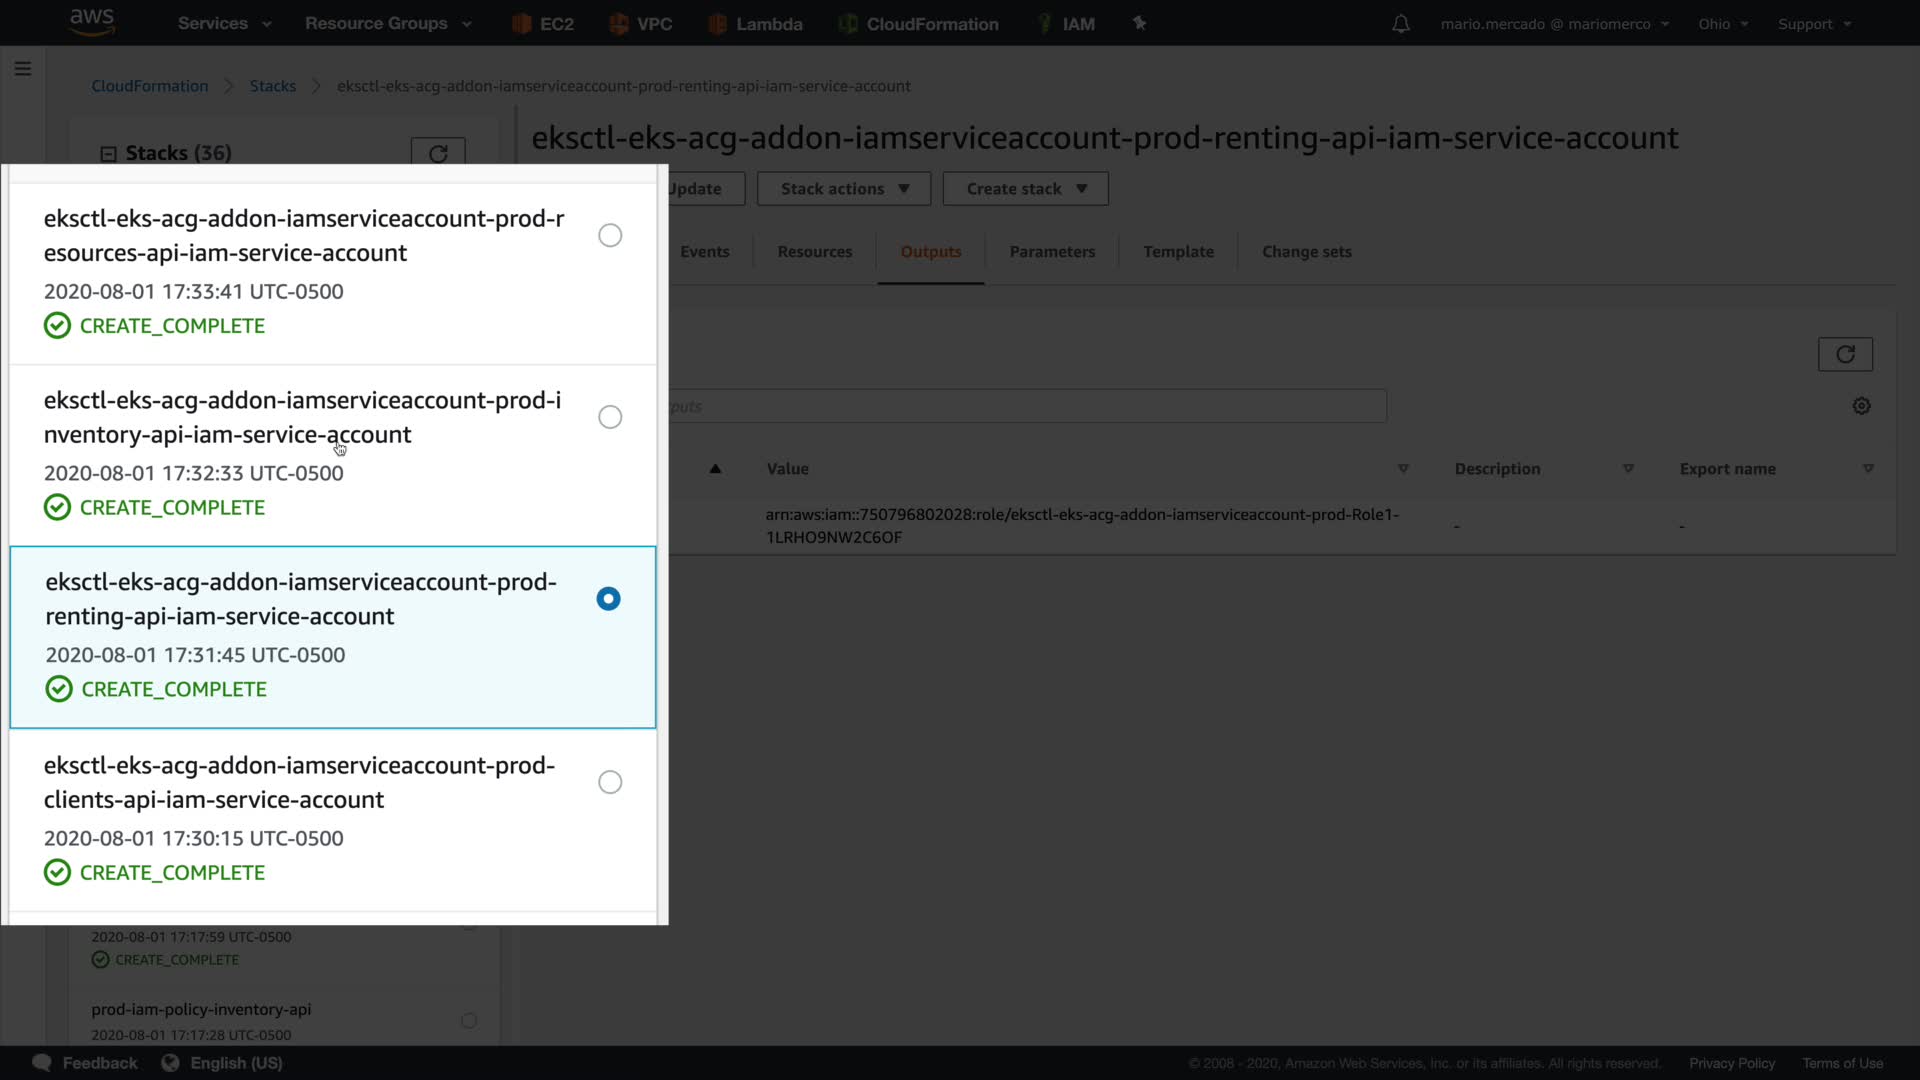 aws
Services
Resource Groups
EC2
VPC
Lambda
CloudFormation
IAM
mario.mercado @ mariomerco
Ohio
Support
CloudFormation
Stacks
eksctl-eks-acg-addon-iamserviceaccount-prod-renting-api-iam-service-account
Stacks (36)
eksctl-eks-acg-addon-iamserviceaccount-prod-renting-api-iam-service-account
Update
Stack actions
Create stack
Events
Resources
Outputs
Parameters
Template
Change sets
eksctl-eks-acg-addon-iamserviceaccount-prod-r
esources-api-iam-service-account
2020-08-01 17:33:41 UTC-0500
CREATE_COMPLETE
eksctl-eks-acg-addon-iamserviceaccount-prod-i
nventory-api-iam-service-account
2020-08-01 17:32:33 UTC-0500
CREATE_COMPLETE
eksctl-eks-acg-addon-iamserviceaccount-prod-
renting-api-iam-service-account
2020-08-01 17:31:45 UTC-0500
CREATE_COMPLETE
eksctl-eks-acg-addon-iamserviceaccount-prod-
clients-api-iam-service-account
2020-08-01 17:30:15 UTC-0500
CREATE_COMPLETE
2020-08-01 17:17:59 UTC-0500
CREATE_COMPLETE
prod-iam-policy-inventory-api
2020-08-01 17:17:28 UTC-0500
Value
Description
Export name
arn:aws:iam::750796802028:role/eksctl-eks-acg-addon-iamserviceaccount-prod-Role1-
1LRHO9NW2C6OF
-
-
Feedback
English (US)
© 2008 - 2020, Amazon Web Services, Inc. or its affiliates. All rights reserved.
Privacy Policy
Terms of Use